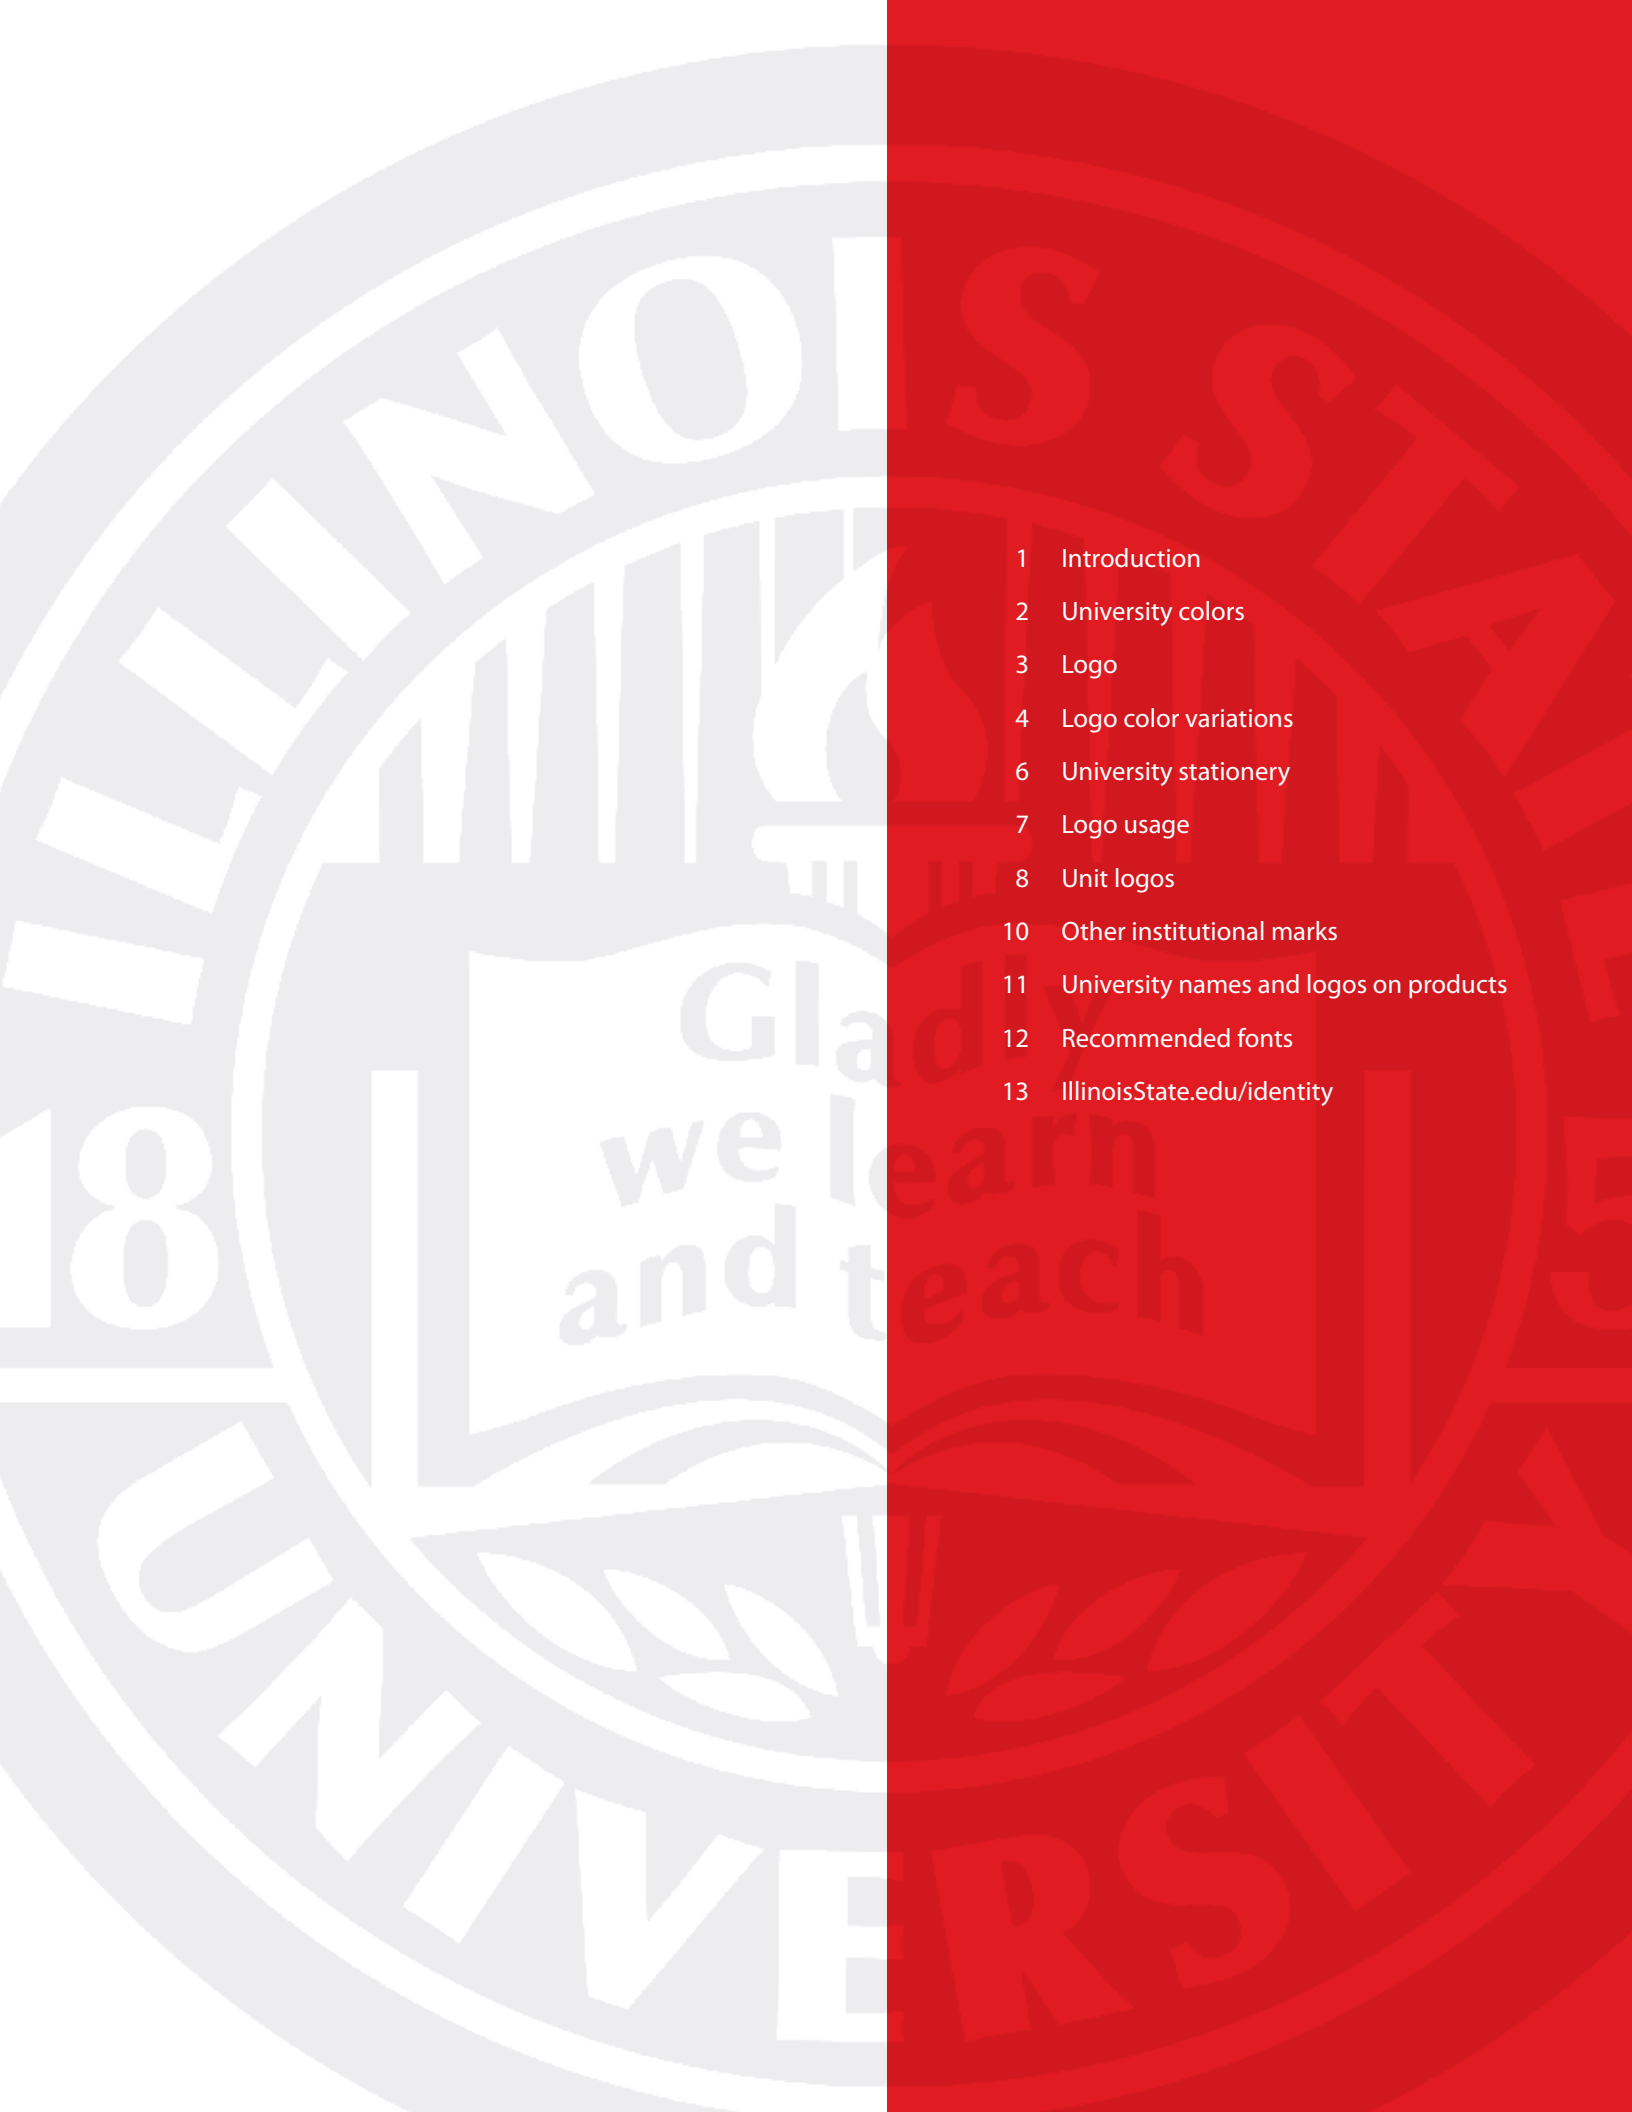 ILLINOIS STATE
1 Introduction
2 University colors
3 Logo
4 Logo color variations
6 University stationery
7 Logo usage
8 Unit logos
10 Other institutional marks
11 University names and logos on products
12 Recommended fonts
13 IllinoisState.edu/identity
Gladly
we learn
and teach
18 5
UNIVERSITY